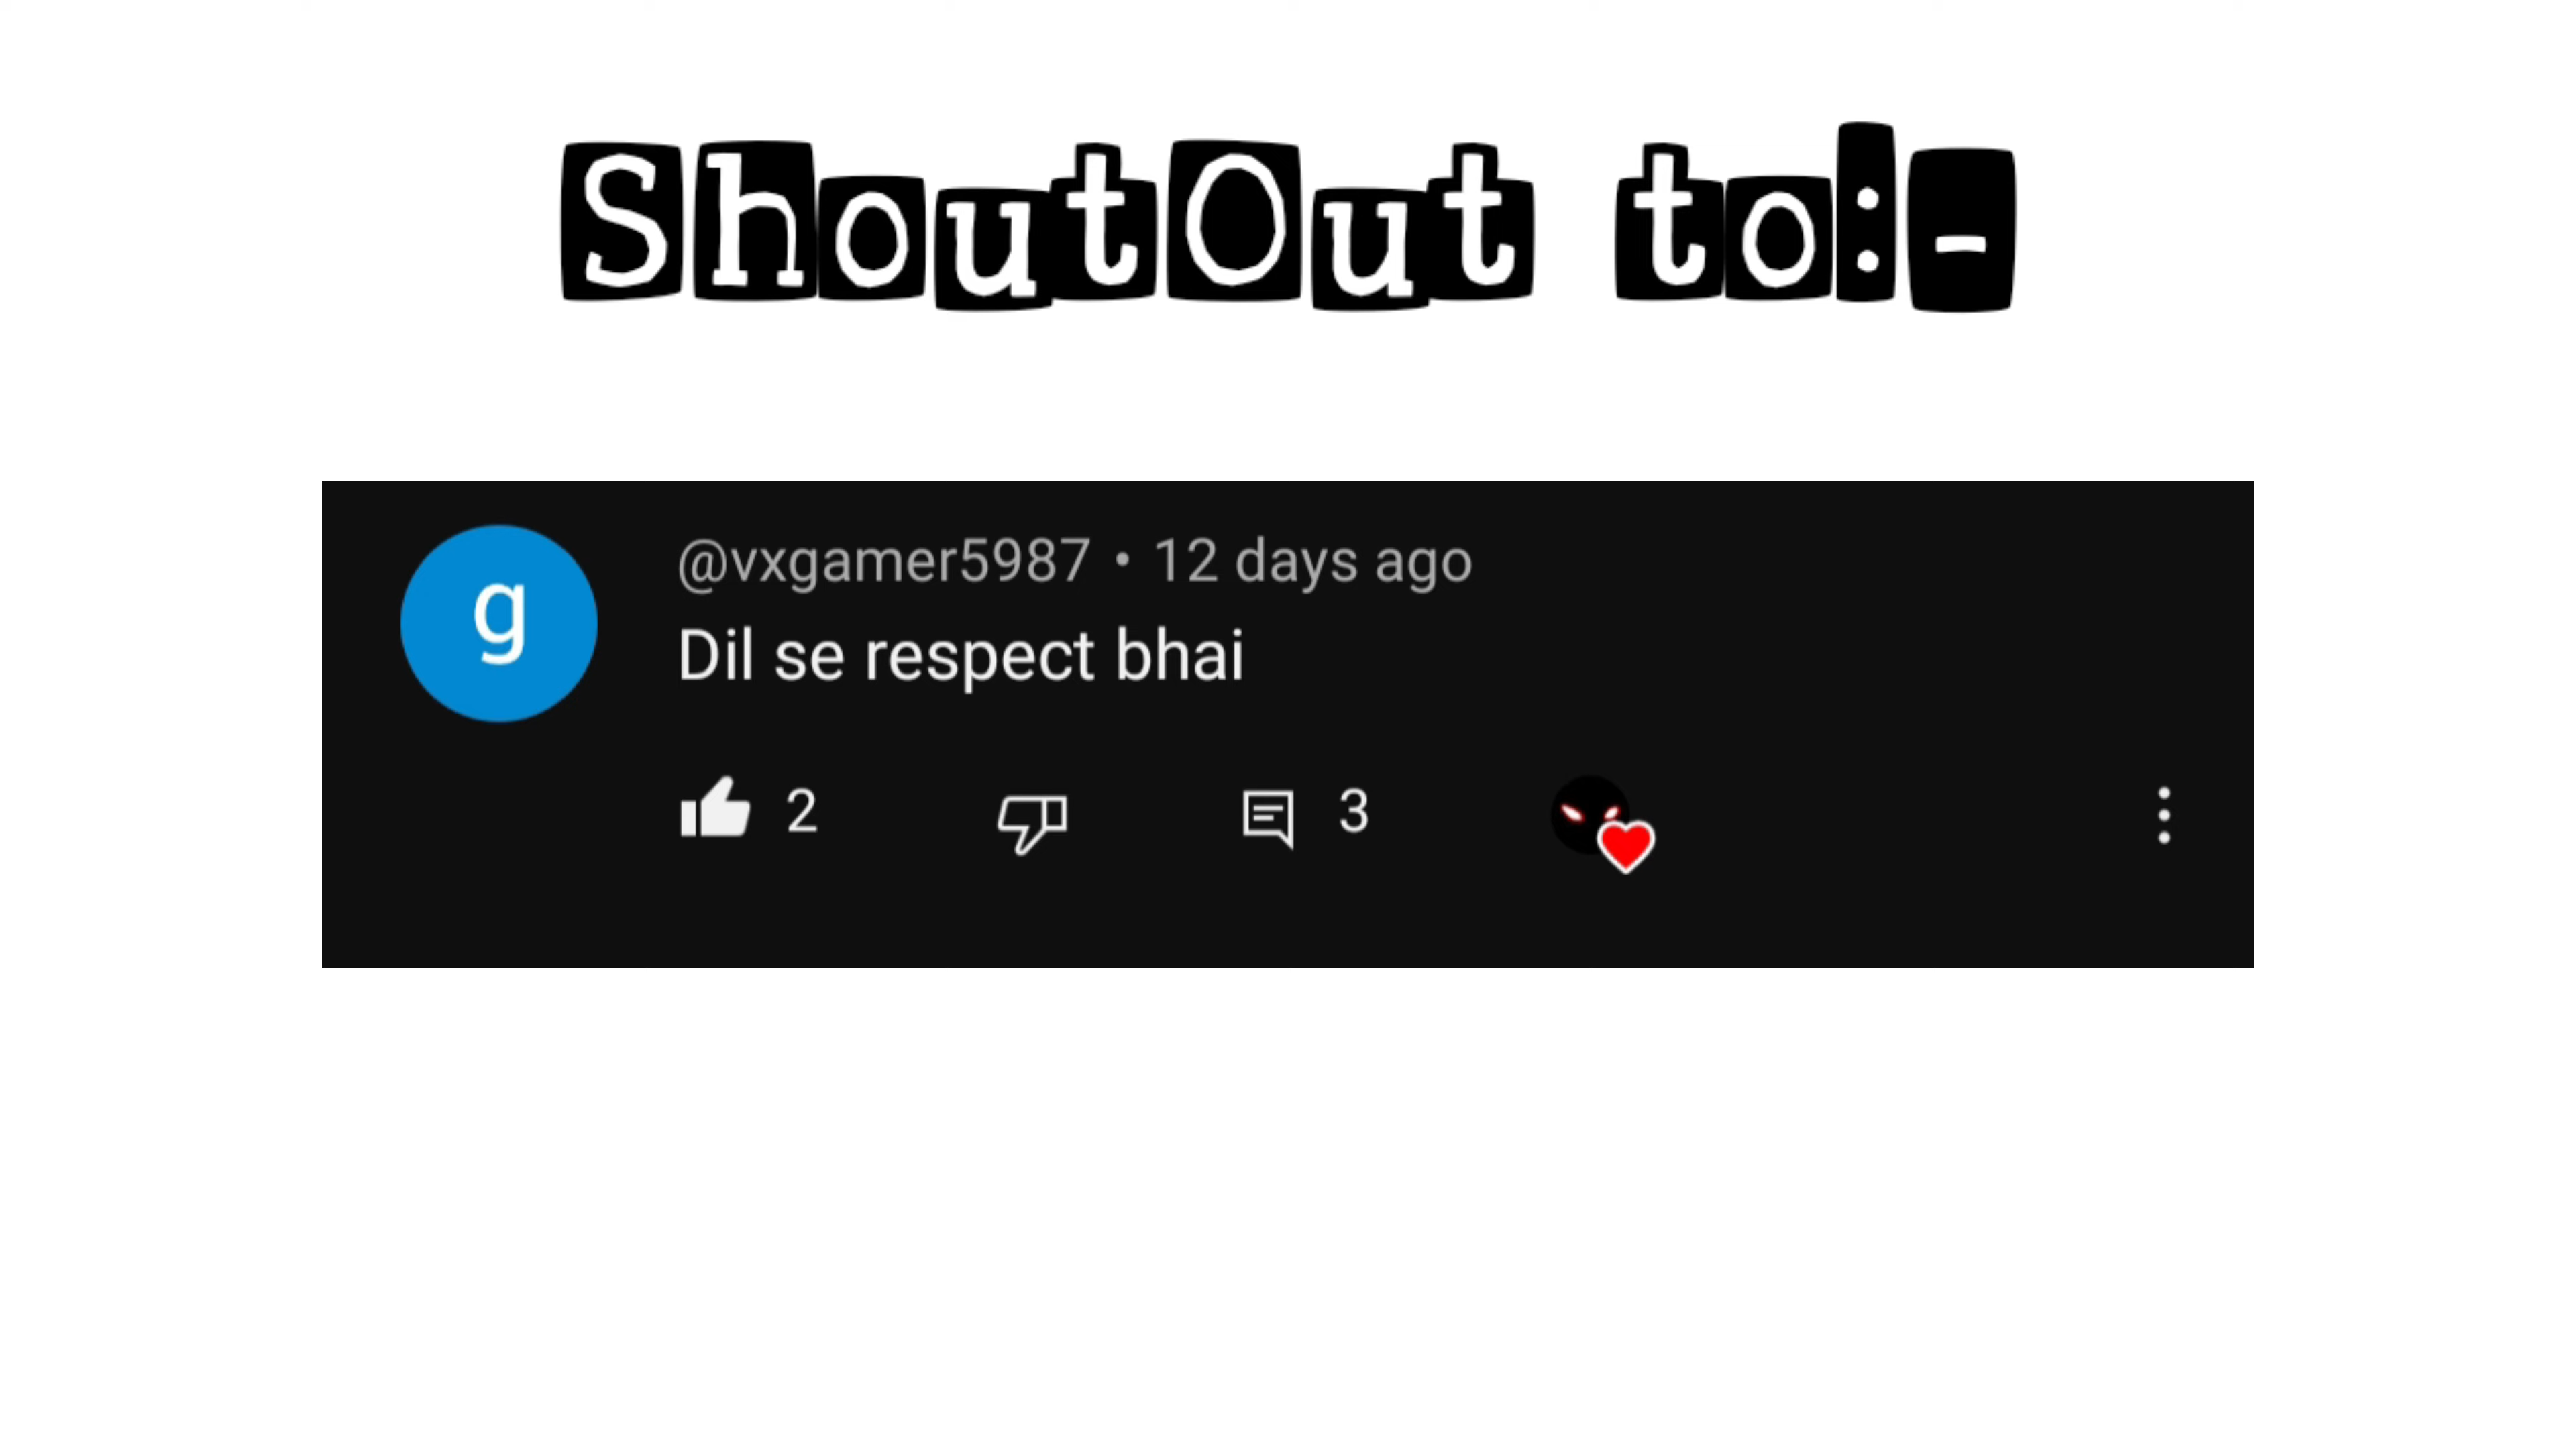 ShoutOut to:-
g
@vxgamer5987 • 12 days ago
Dil se respect bhai
2 3